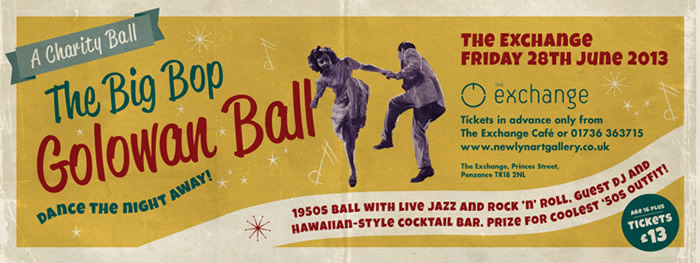 A Charity Ball
The Big Bop
Golowan Ball
Dance the night away!
The Exchange
Friday 28th June 2013
THE
exchange
Tickets in advance only from
The Exchange Café or 01736 363715
www.newlynartgallery.co.uk
The Exchange, Princes Street,
Penzance TR18 2NL
1950s ball with live jazz and rock 'n' roll, guest DJ and
Hawaiian-style cocktail bar. Prize for coolest '50s outfit!
Age 16 plus
Tickets
£13